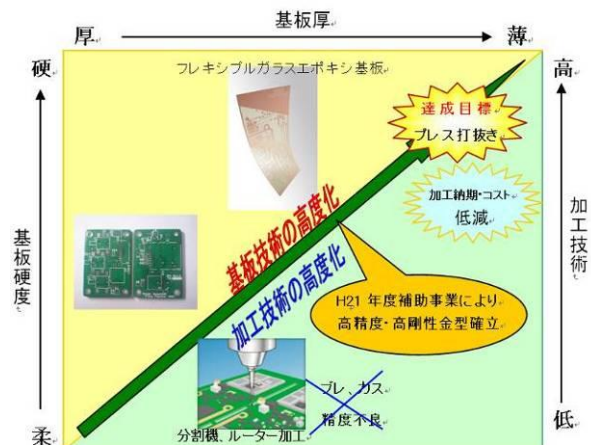 基板厚
厚
薄
硬
高
フレキシブルガラスエポキシ基板
達成目標
プレス打抜き
加工納期・コスト
低減
基板硬度
加工技術
基板技術の高度化
加工技術の高度化
H21 年度補助事業により
高精度・高剛性金型確立
ブレ、カス
精度不良
分割機、ルーター加工
柔
低